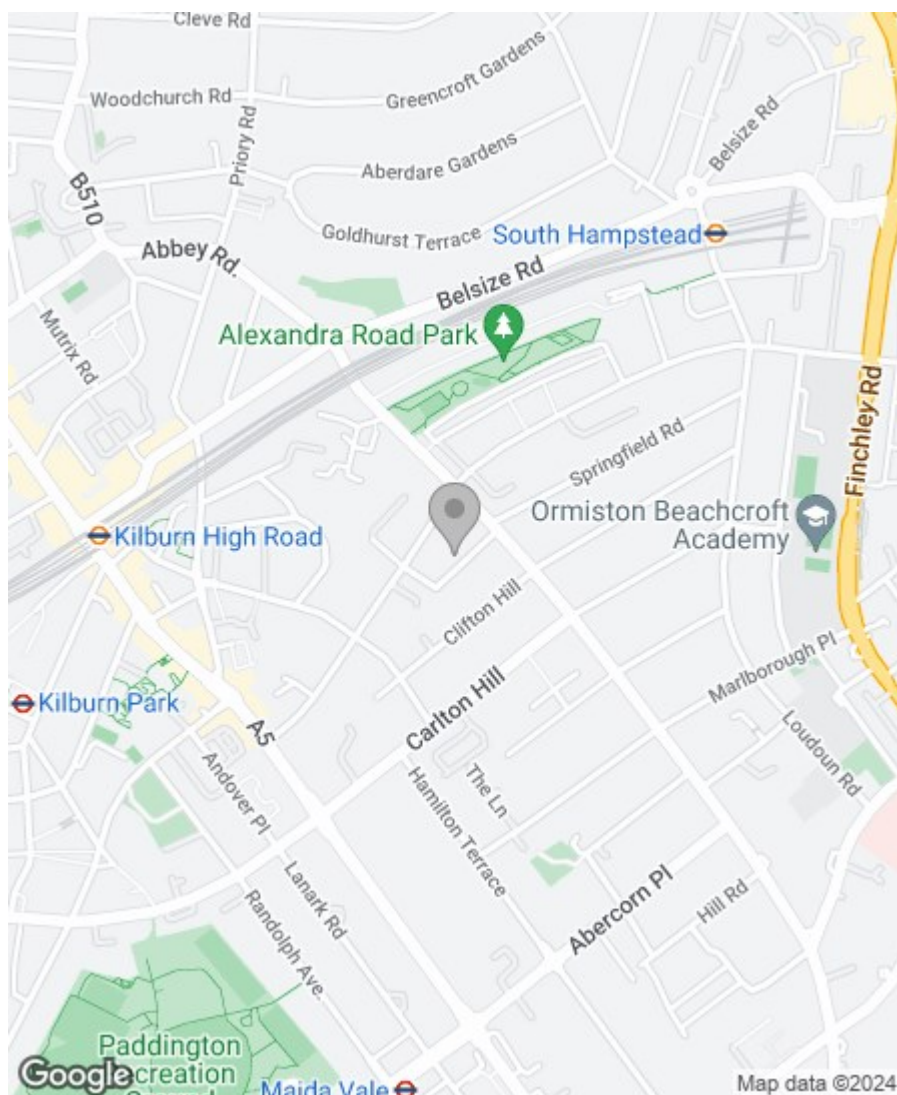 Cleve Rd
Woodchurch Rd
Greencroft Gardens
Priory Rd
Belsize Rd
Aberdare Gardens
B510
Goldhurst Terrace
South Hampstead
Abbey Rd.
Belsize Rd
Mutrix Rd
Alexandra Road Park
Finchley Rd
Springfield Rd
Ormiston Beachcroft
Academy
Kilburn High Road
Clifton Hill
Marlborough Pl
Kilburn Park
Carlton Hill
A5
Loudoun Rd
Andover Pl
The Ln
Hamilton Terrace
Lanark Rd
Abercorn Pl
Hill Rd
Randolph Ave.
Paddington
creation
Google
Maida Vale
Map data ©2024